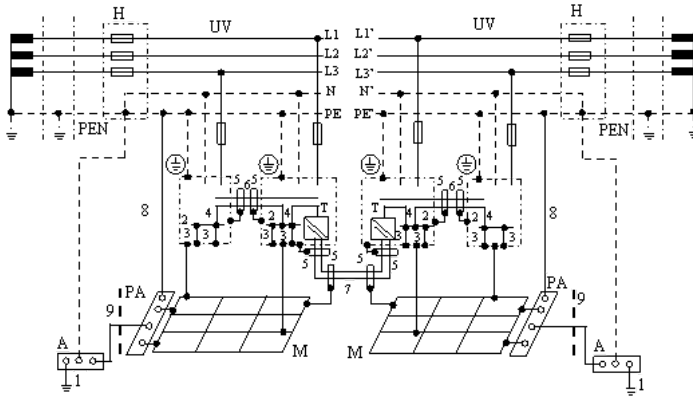 H UV UV H
L1 L1'
L2 L2'
L3 L3'
N N'
PE PE'
PEN PEN
5 6 5 5 6 5
8 2 4 2 4 T T 4 2 4 2 8
3 3 3 3 3 3 3 3
5 5 5 5
7
PA PA
9 9
M M
A A
1 1